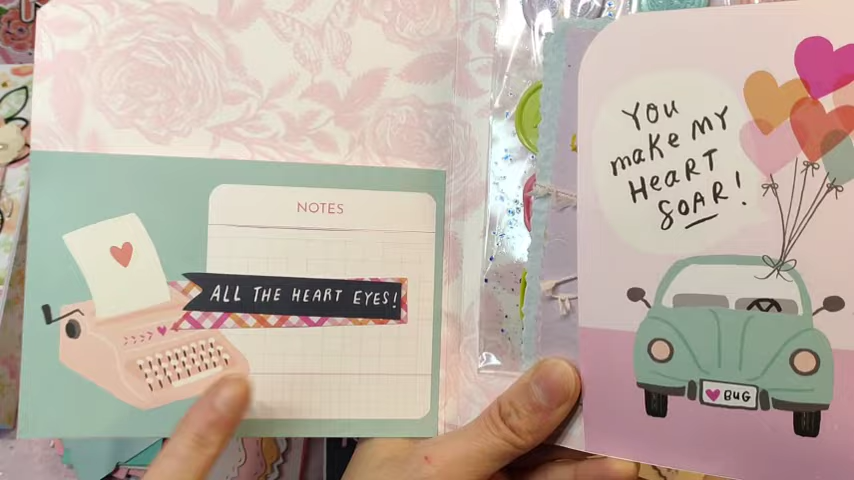 NOTES
ALL THE HEART EYES!
YOU
make MY
HeART
SOAR!
BUG